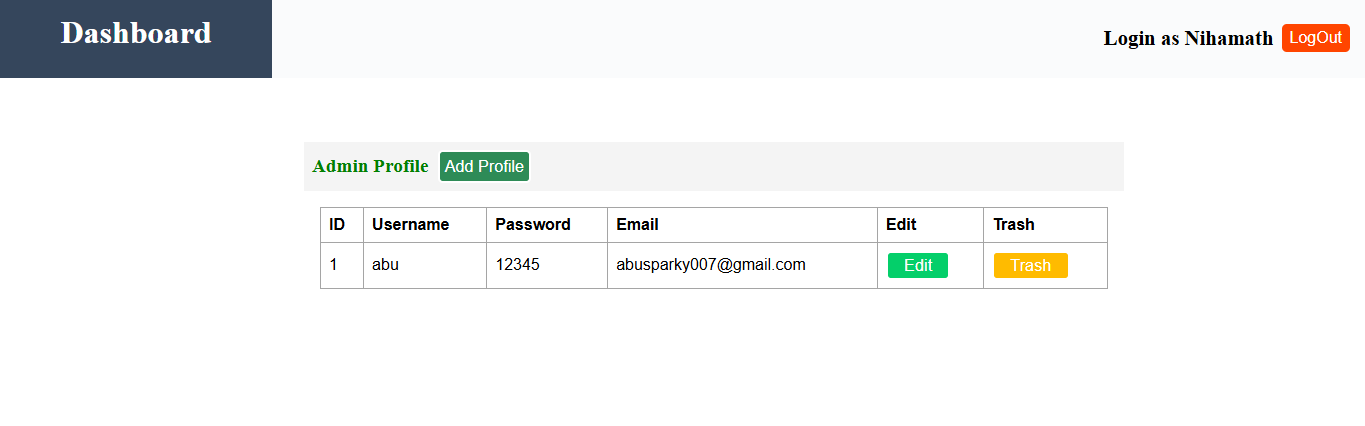 Dashboard
Login as Nihamath LogOut
Admin Profile Add Profile
ID Username Password Email Edit Trash
1 abu 12345 abusparky007@gmail.com Edit Trash